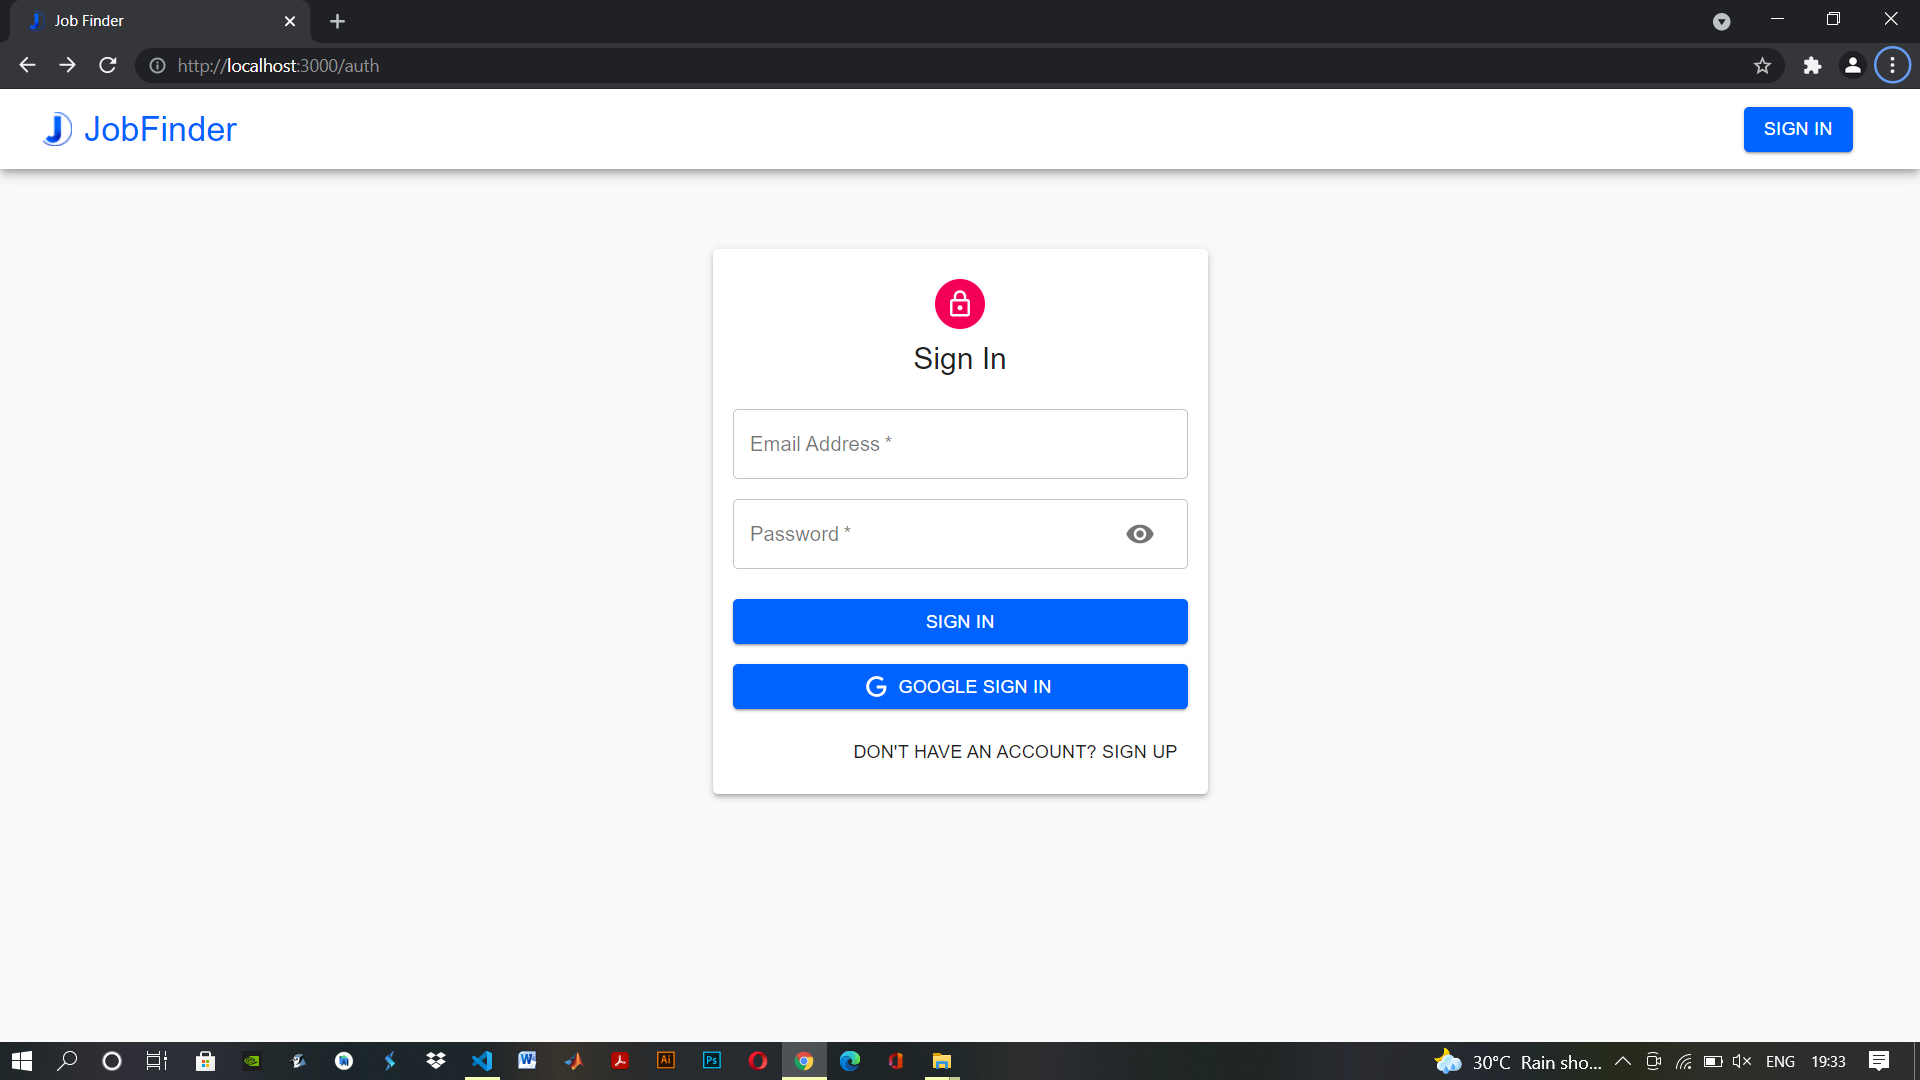 Job Finder
http://localhost:3000/auth
JobFinder
SIGN IN
Sign In
Email Address *
Password *
SIGN IN
GOOGLE SIGN IN
DON'T HAVE AN ACCOUNT? SIGN UP
30°C Rain sho... ENG 19:33